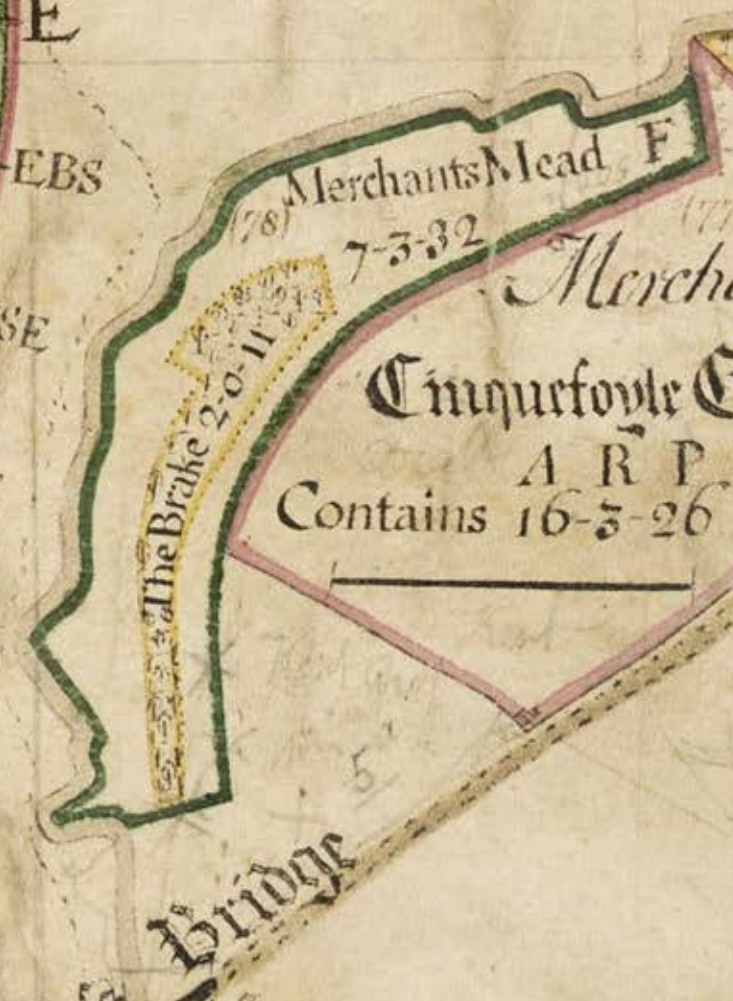 E
EBS
Merchants Mead F
(78)
7-3-32
(77
SE
Merch
The Brake 2-0-11
Cinquefoyle C
A R P
Contains 16-3-26
5
Bridge